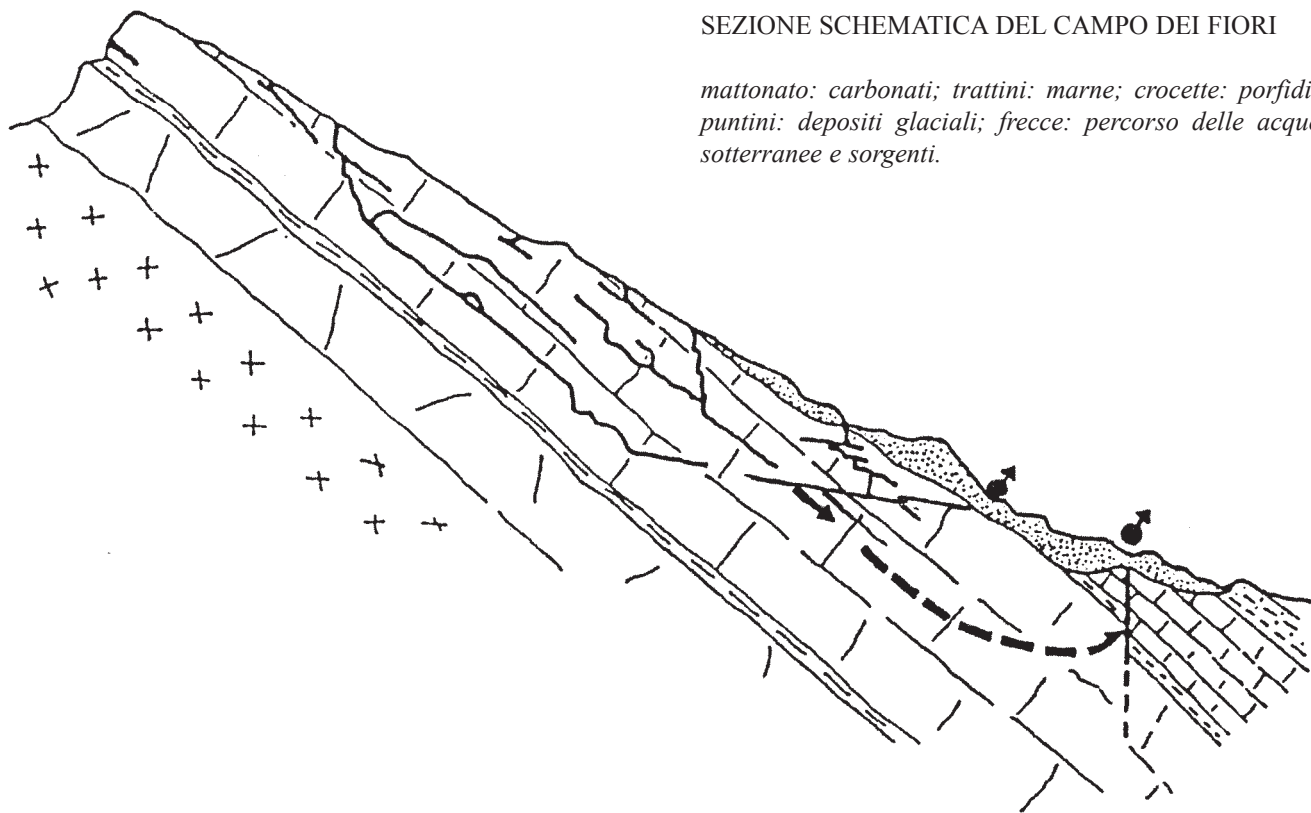 SEZIONE SCHEMATICA DEL CAMPO DEI FIORI
mattonato: carbonati; trattini: marne; crocette: porfidi
puntini: depositi glaciali; frecce: percorso delle acque
sotterranee e sorgenti.